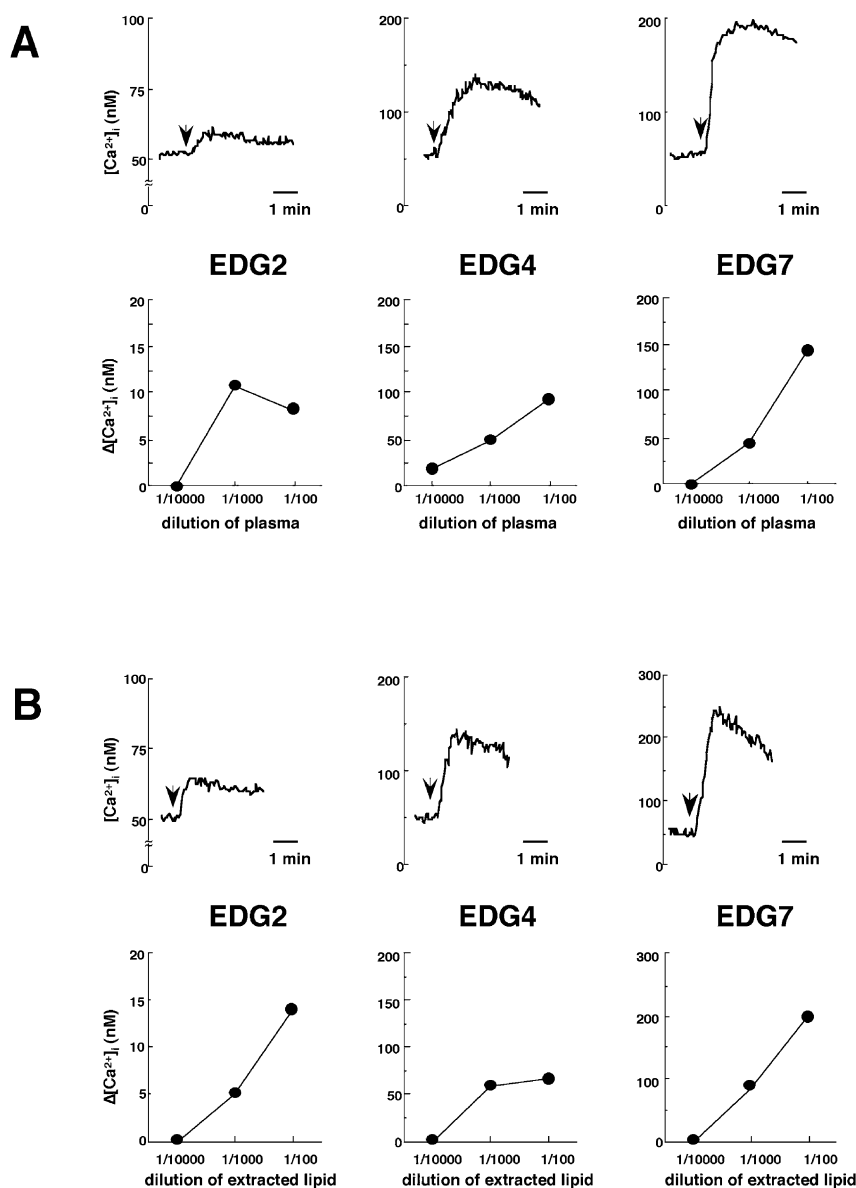 A
100
75
50
0
[Ca²⁺]i (nM)
1 min
200
100
0
1 min
200
100
0
1 min
EDG2
EDG4
EDG7
20
15
10
5
0
Δ[Ca²⁺]i (nM)
1/10000 1/1000 1/100
dilution of plasma
200
150
100
50
0
1/10000 1/1000 1/100
dilution of plasma
200
150
100
50
0
1/10000 1/1000 1/100
dilution of plasma
B
100
75
50
0
[Ca²⁺]i (nM)
1 min
200
100
0
1 min
300
200
100
0
1 min
EDG2
EDG4
EDG7
20
15
10
5
0
Δ[Ca²⁺]i (nM)
1/10000 1/1000 1/100
dilution of extracted lipid
200
150
100
50
0
1/10000 1/1000 1/100
dilution of extracted lipid
300
200
100
0
1/10000 1/1000 1/100
dilution of extracted lipid